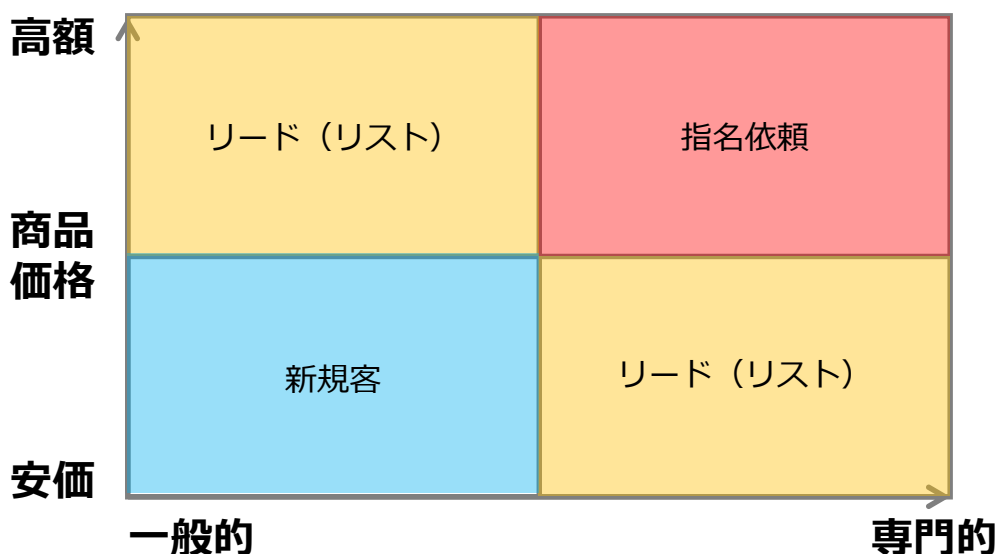 高額
リード（リスト）
指名依頼
商品
価格
新規客
リード（リスト）
安価
一般的
専門的